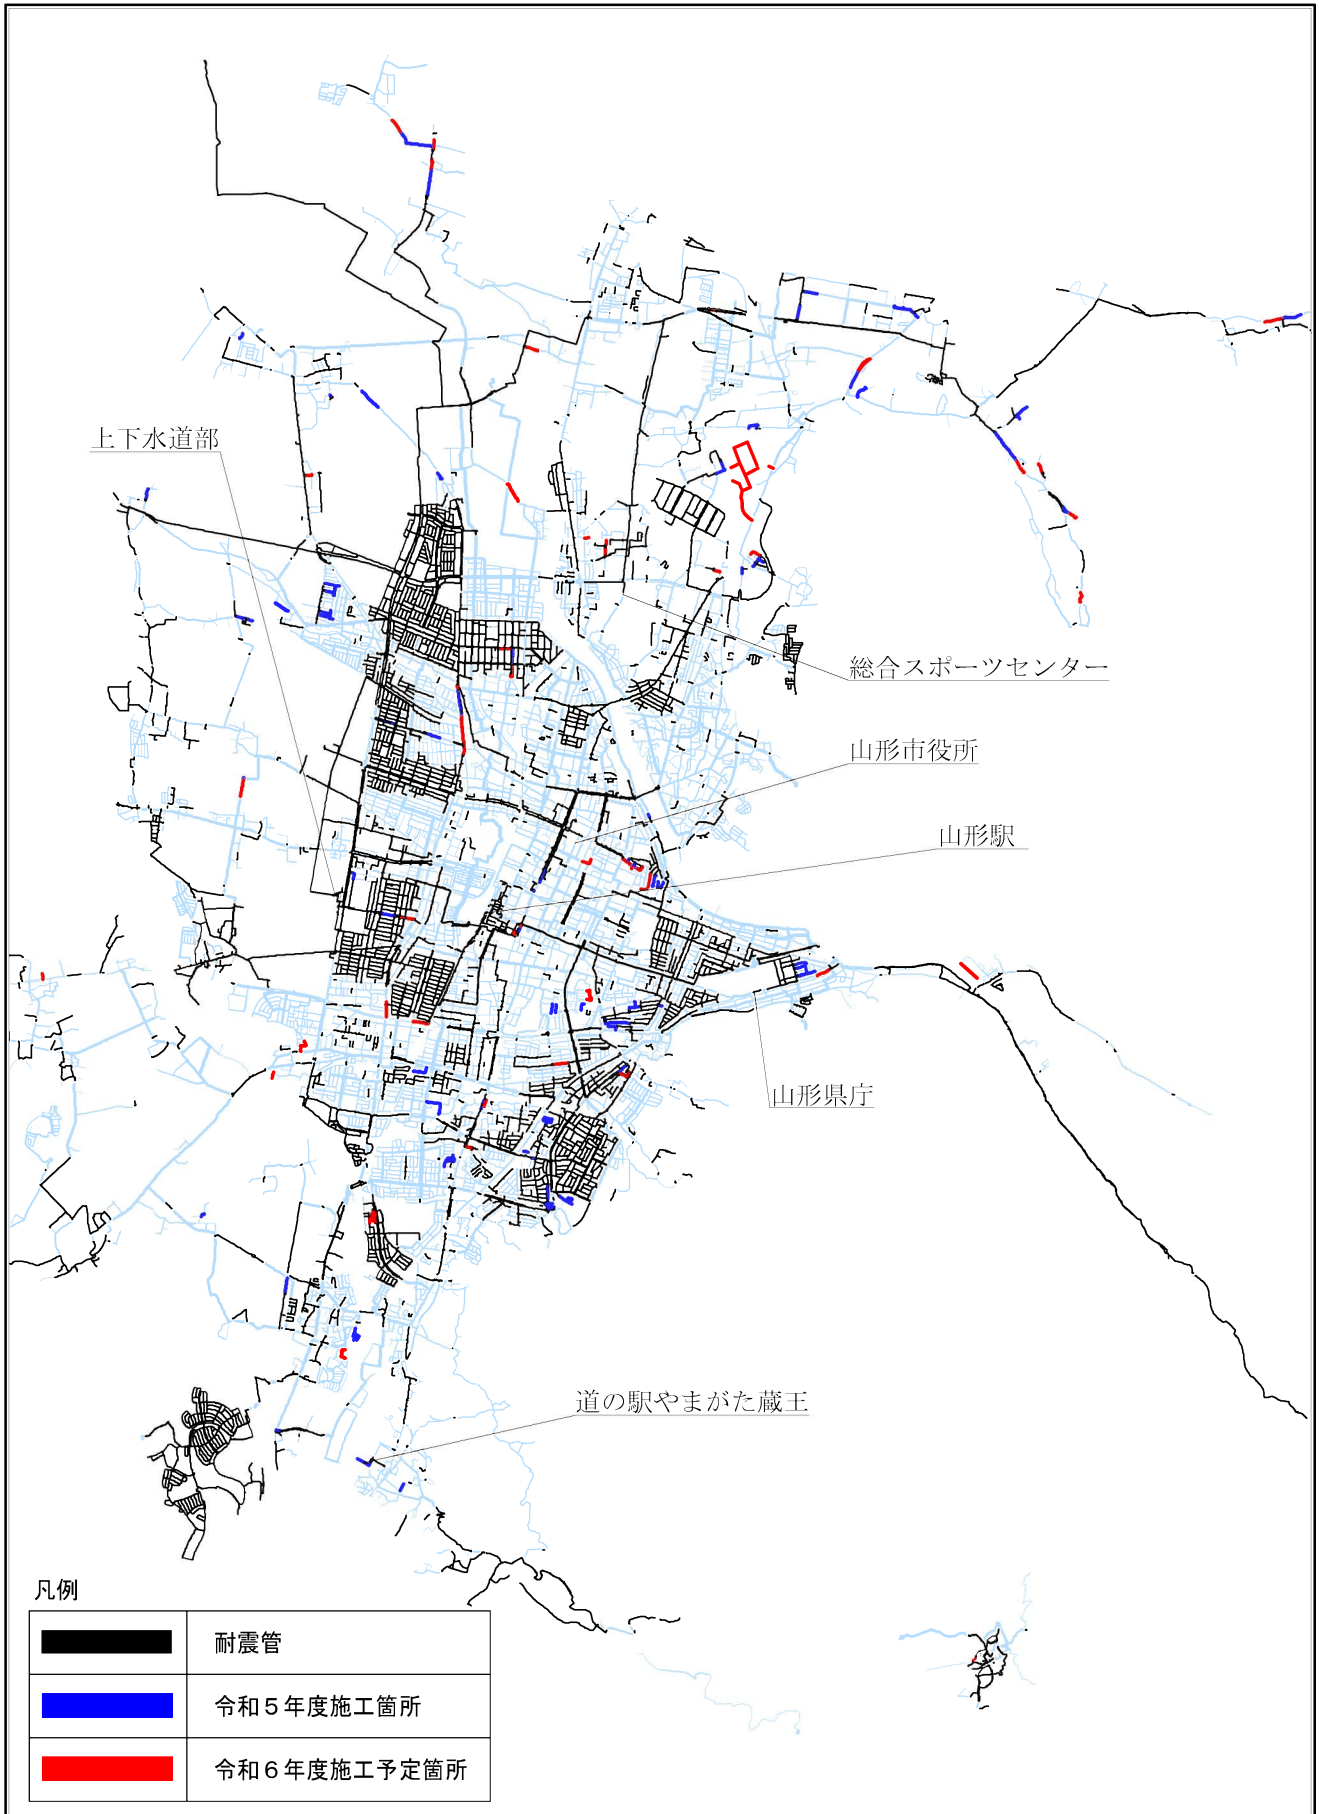 上下水道部
総合スポーツセンター
山形市役所
山形駅
山形県庁
道の駅やまがた蔵王
凡例
耐震管
令和５年度施工箇所
令和６年度施工予定箇所